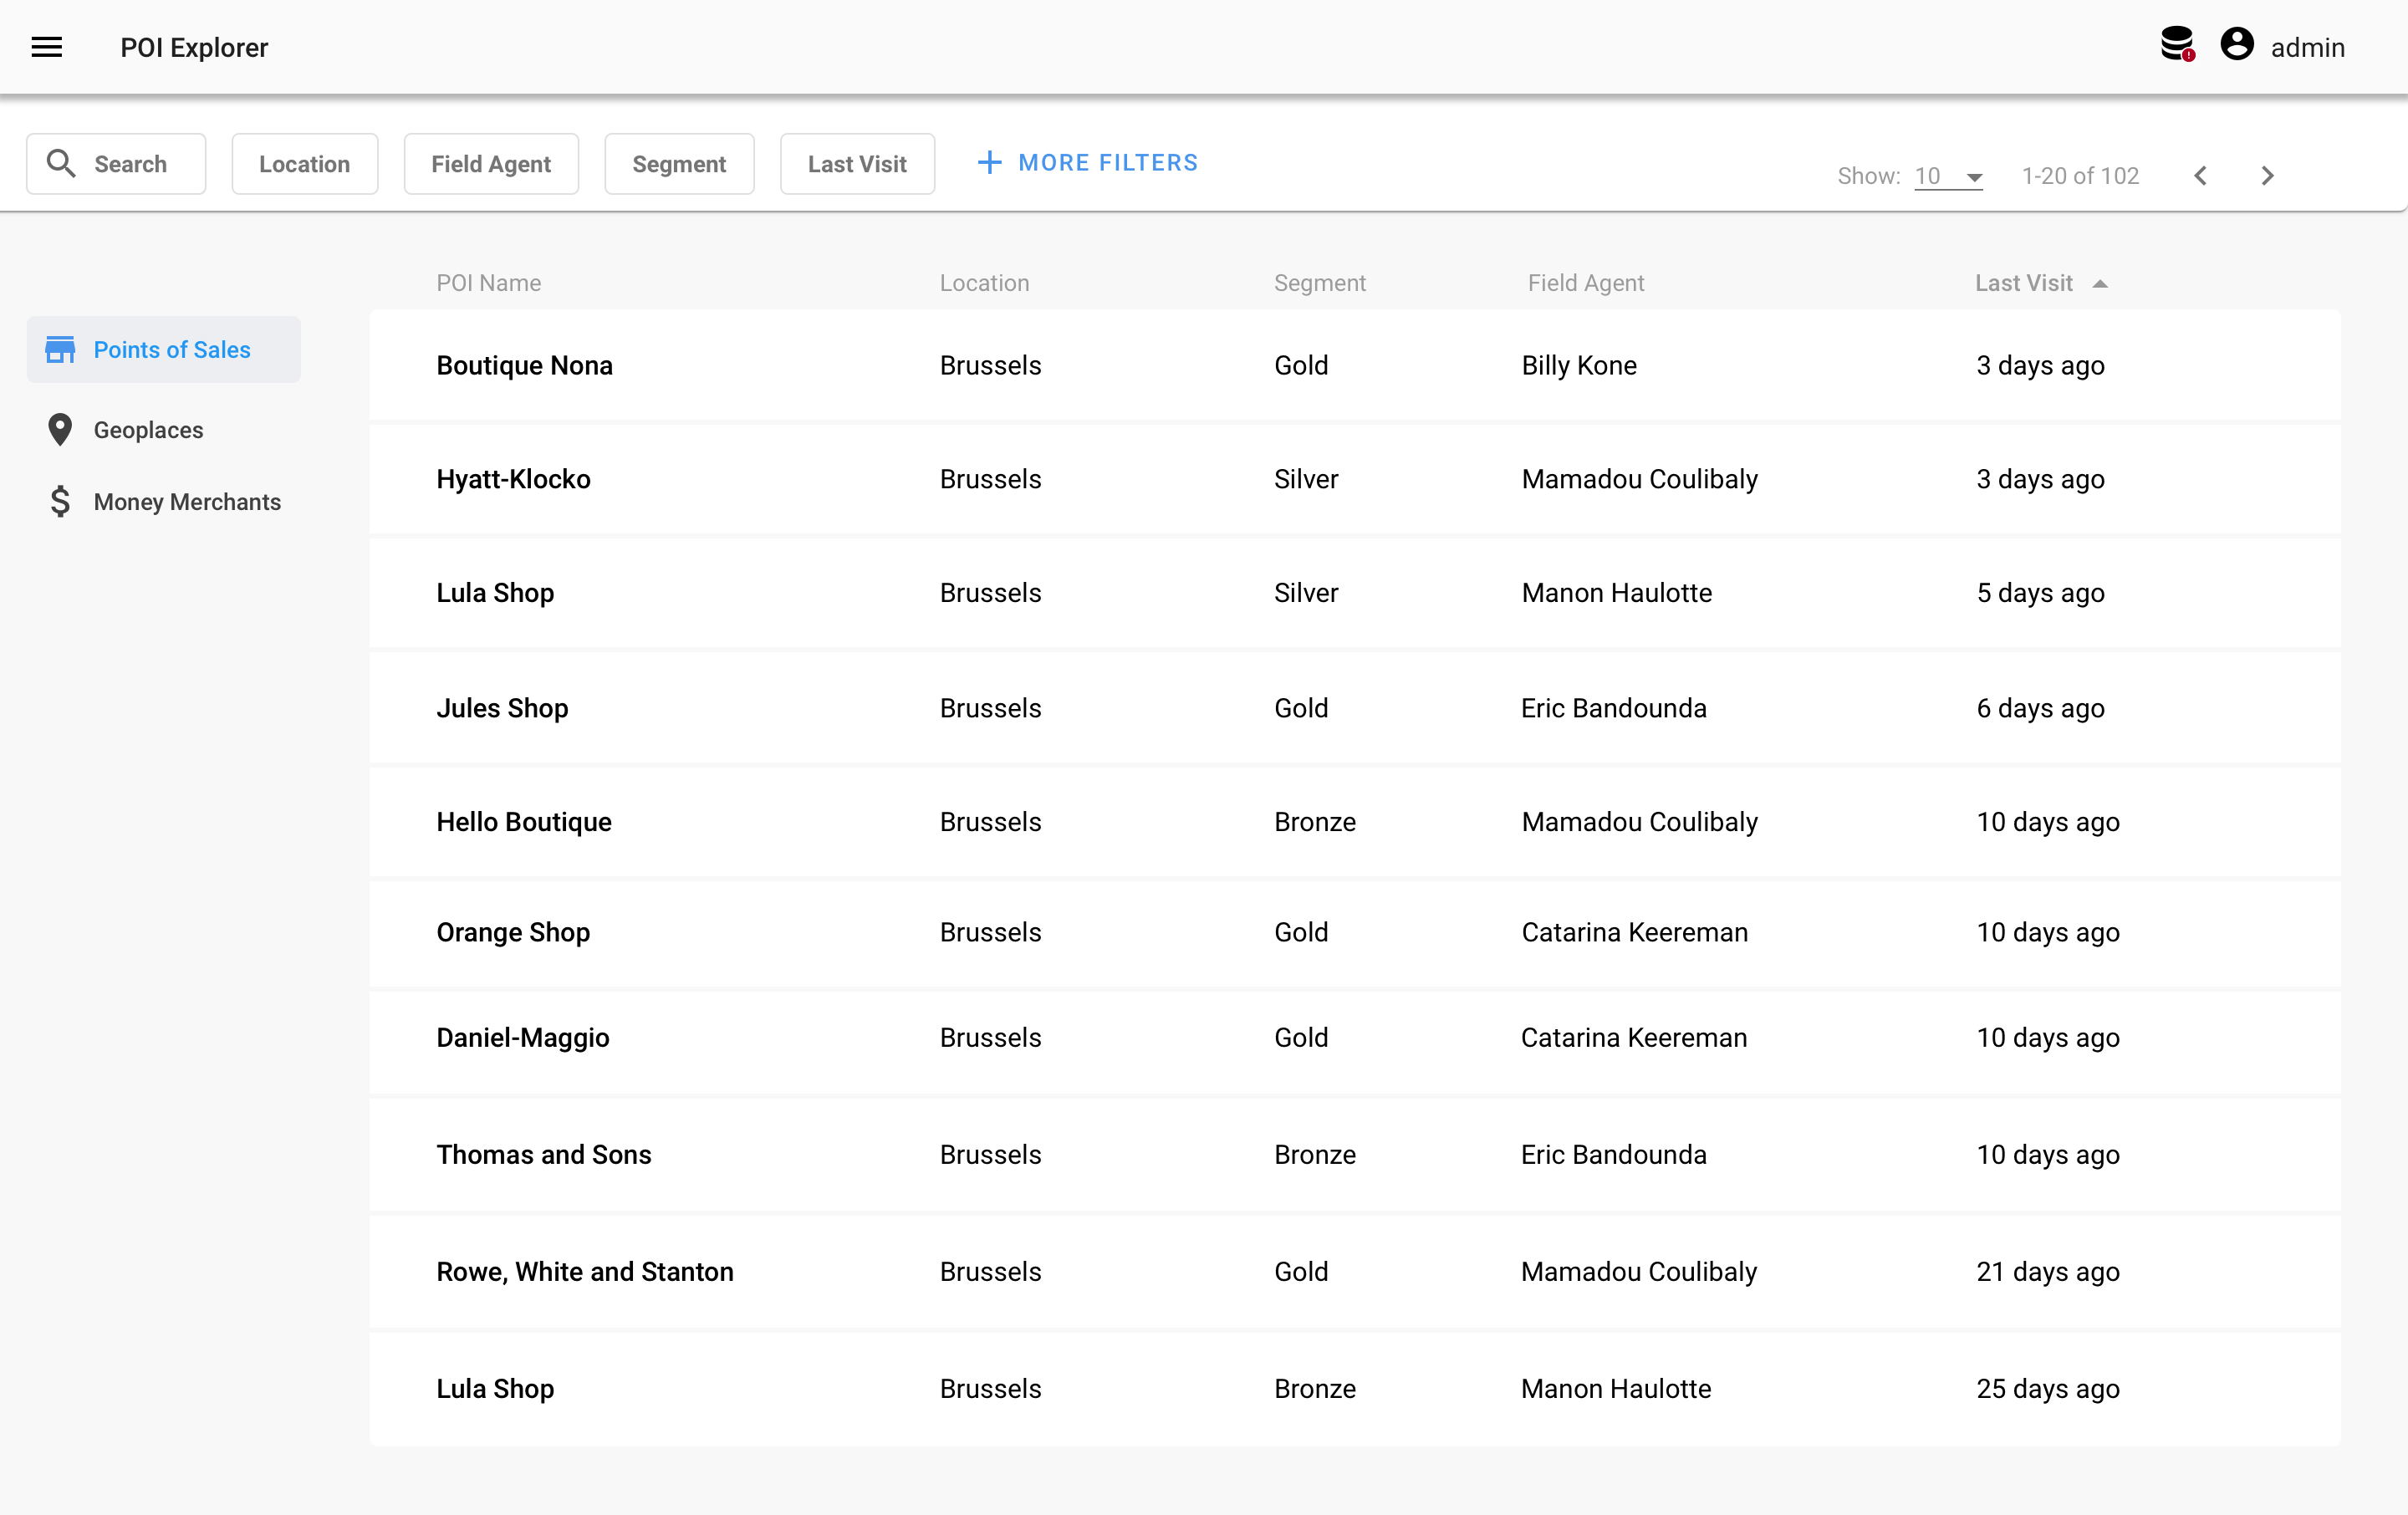 POI Explorer
admin
Search Location Field Agent Segment Last Visit MORE FILTERS
Show: 10 1-20 of 102
POI Name Location Segment Field Agent Last Visit
Points of Sales
Geoplaces
Money Merchants
Boutique Nona Brussels Gold Billy Kone 3 days ago
Hyatt-Klocko Brussels Silver Mamadou Coulibaly 3 days ago
Lula Shop Brussels Silver Manon Haulotte 5 days ago
Jules Shop Brussels Gold Eric Bandounda 6 days ago
Hello Boutique Brussels Bronze Mamadou Coulibaly 10 days ago
Orange Shop Brussels Gold Catarina Keereman 10 days ago
Daniel-Maggio Brussels Gold Catarina Keereman 10 days ago
Thomas and Sons Brussels Bronze Eric Bandounda 10 days ago
Rowe, White and Stanton Brussels Gold Mamadou Coulibaly 21 days ago
Lula Shop Brussels Bronze Manon Haulotte 25 days ago